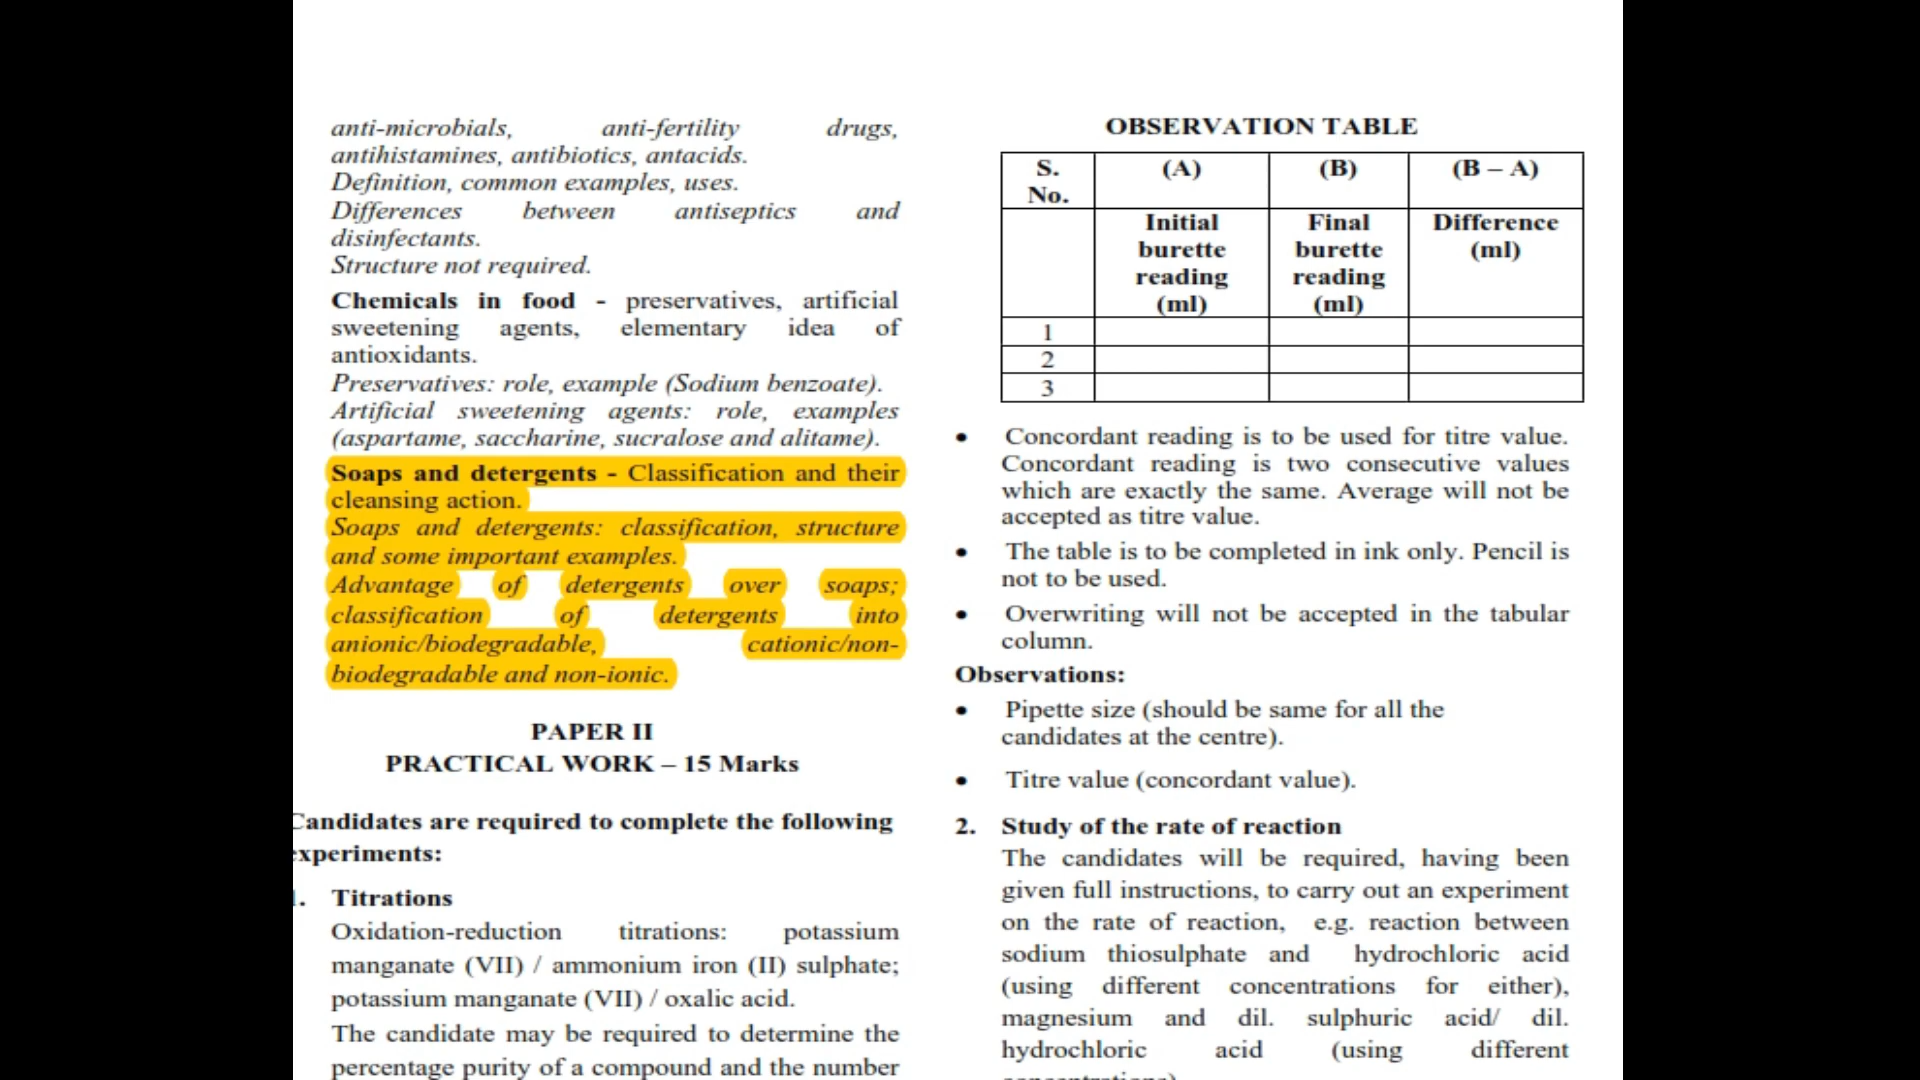 anti-microbials, anti-fertility drugs,
antihistamines, antibiotics, antacids.
Definition, common examples, uses.
Differences between antiseptics and
disinfectants.
Structure not required.
Chemicals in food - preservatives, artificial
sweetening agents, elementary idea of
antioxidants.
Preservatives: role, example (Sodium benzoate).
Artificial sweetening agents: role, examples
(aspartame, saccharine, sucralose and alitame).
Soaps and detergents - Classification and their
cleansing action.
Soaps and detergents: classification, structure
and some important examples.
Advantage of detergents over soaps;
classification of detergents into
anionic/biodegradable, cationic/non-
biodegradable and non-ionic.
PAPER II
PRACTICAL WORK – 15 Marks
Candidates are required to complete the following
experiments:
1. Titrations
Oxidation-reduction titrations: potassium
manganate (VII) / ammonium iron (II) sulphate;
potassium manganate (VII) / oxalic acid.
The candidate may be required to determine the
percentage purity of a compound and the number
OBSERVATION TABLE
S. No. (A) (B) (B – A)
Initial burette reading (ml) Final burette reading (ml) Difference (ml)
1
2
3
• Concordant reading is to be used for titre value.
Concordant reading is two consecutive values
which are exactly the same. Average will not be
accepted as titre value.
• The table is to be completed in ink only. Pencil is
not to be used.
• Overwriting will not be accepted in the tabular
column.
Observations:
• Pipette size (should be same for all the
candidates at the centre).
• Titre value (concordant value).
2. Study of the rate of reaction
The candidates will be required, having been
given full instructions, to carry out an experiment
on the rate of reaction, e.g. reaction between
sodium thiosulphate and hydrochloric acid
(using different concentrations for either),
magnesium and dil. sulphuric acid/ dil.
hydrochloric acid (using different